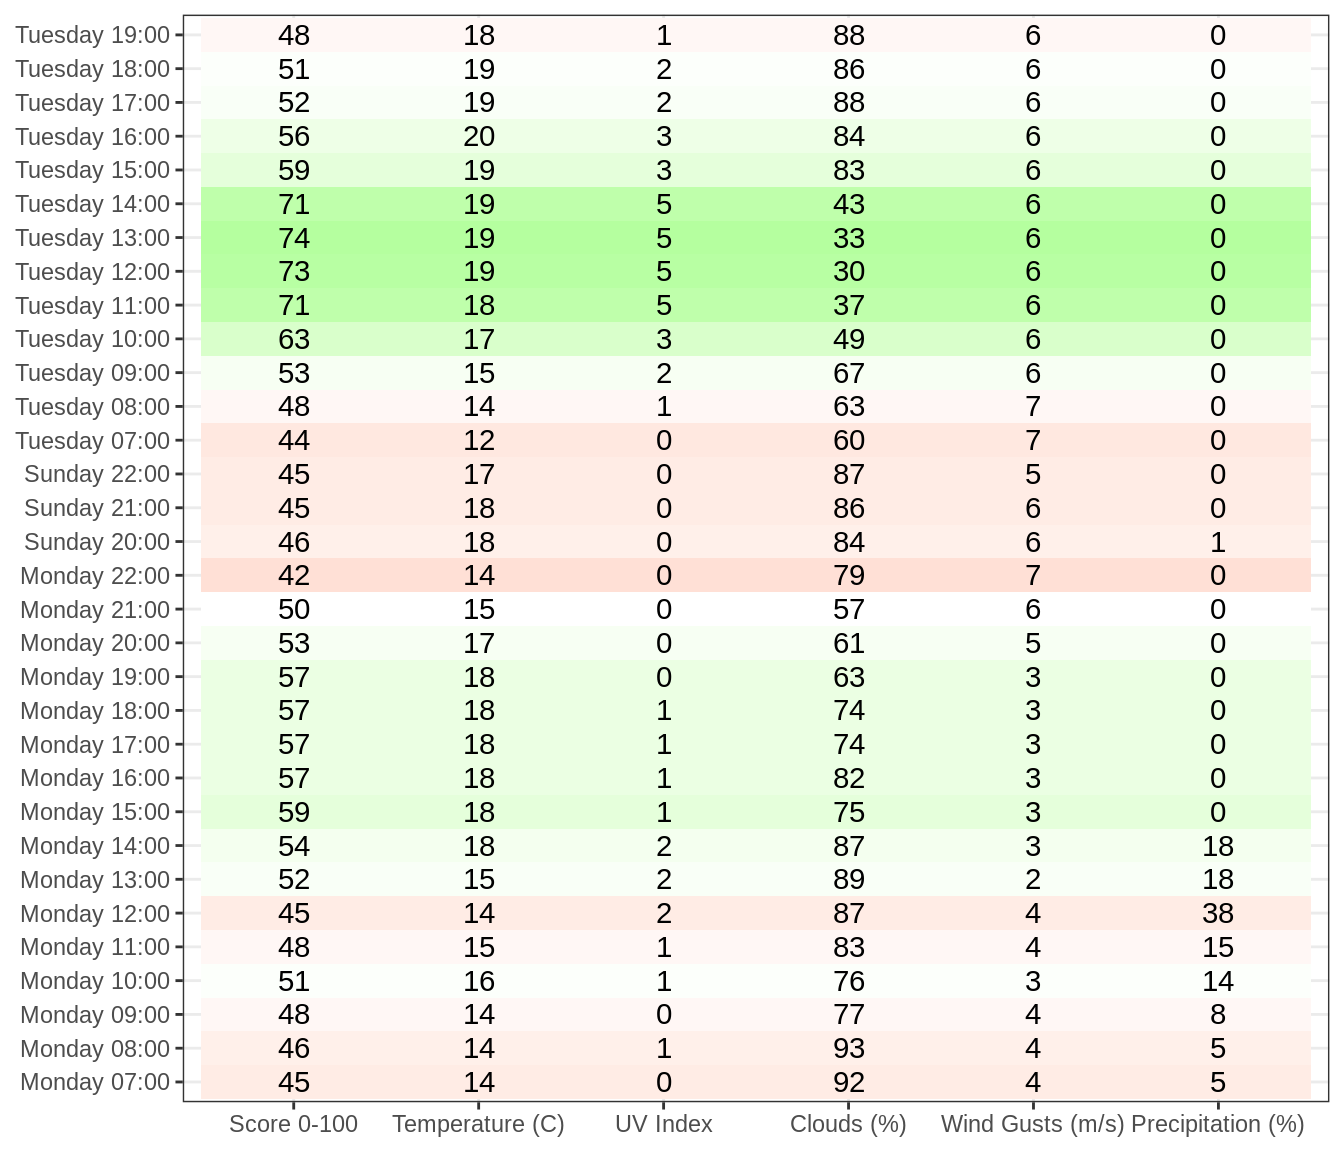 Tuesday 19:00 48 18 1 88 6 0
Tuesday 18:00 51 19 2 86 6 0
Tuesday 17:00 52 19 2 88 6 0
Tuesday 16:00 56 20 3 84 6 0
Tuesday 15:00 59 19 3 83 6 0
Tuesday 14:00 71 19 5 43 6 0
Tuesday 13:00 74 19 5 33 6 0
Tuesday 12:00 73 19 5 30 6 0
Tuesday 11:00 71 18 5 37 6 0
Tuesday 10:00 63 17 3 49 6 0
Tuesday 09:00 53 15 2 67 6 0
Tuesday 08:00 48 14 1 63 7 0
Tuesday 07:00 44 12 0 60 7 0
Sunday 22:00 45 17 0 87 5 0
Sunday 21:00 45 18 0 86 6 0
Sunday 20:00 46 18 0 84 6 1
Monday 22:00 42 14 0 79 7 0
Monday 21:00 50 15 0 57 6 0
Monday 20:00 53 17 0 61 5 0
Monday 19:00 57 18 0 63 3 0
Monday 18:00 57 18 1 74 3 0
Monday 17:00 57 18 1 74 3 0
Monday 16:00 57 18 1 82 3 0
Monday 15:00 59 18 1 75 3 0
Monday 14:00 54 18 2 87 3 18
Monday 13:00 52 15 2 89 2 18
Monday 12:00 45 14 2 87 4 38
Monday 11:00 48 15 1 83 4 15
Monday 10:00 51 16 1 76 3 14
Monday 09:00 48 14 0 77 4 8
Monday 08:00 46 14 1 93 4 5
Monday 07:00 45 14 0 92 4 5
Score 0-100 Temperature (C) UV Index Clouds (%) Wind Gusts (m/s) Precipitation (%)